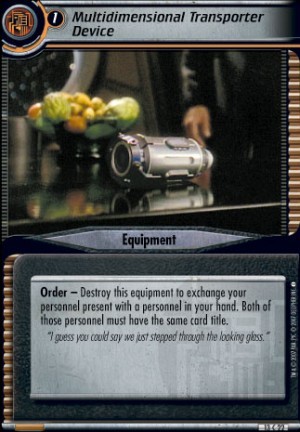 1
Multidimensional Transporter
Device
Equipment
Order – Destroy this equipment to exchange your
personnel present with a personnel in your hand. Both of
those personnel must have the same card title.
"I guess you could say we just stepped through the looking glass."